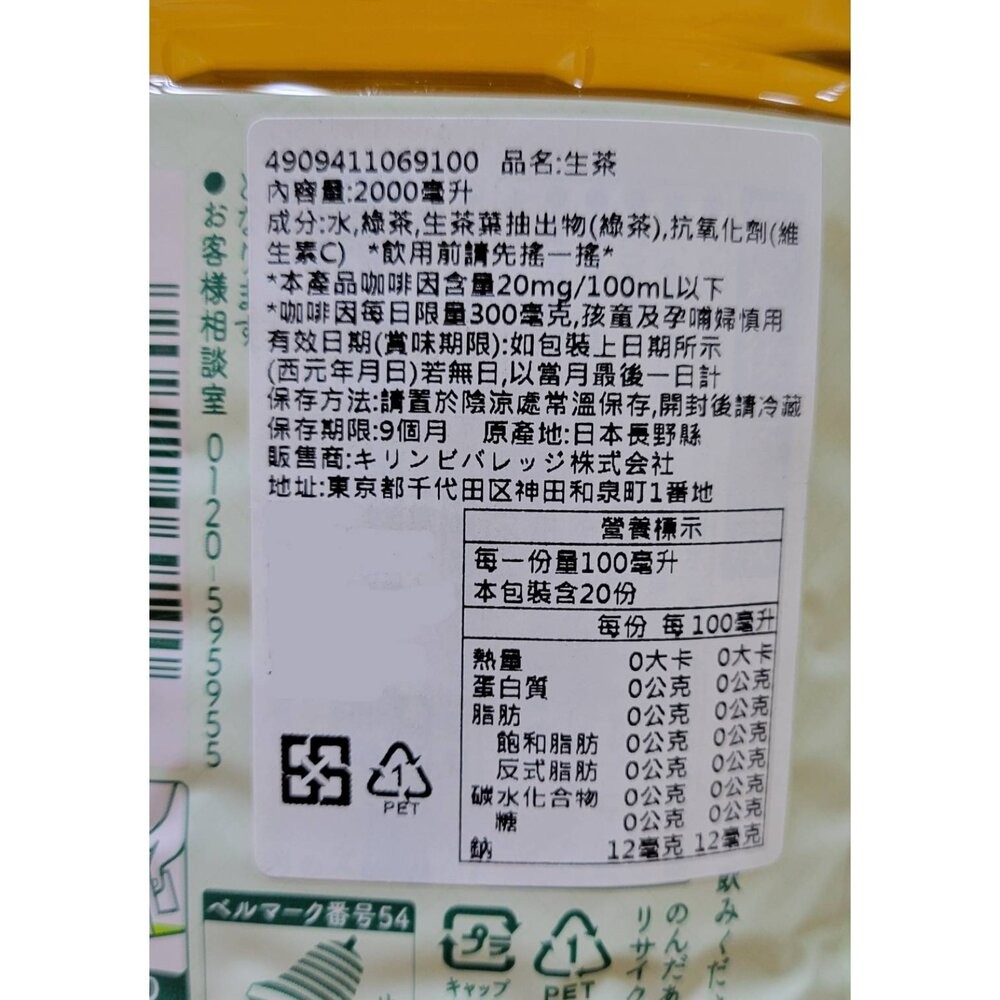 4909411069100 品名:生茶
內容量:2000毫升
成分:水,綠茶,生茶葉抽出物(綠茶),抗氧化劑(維
生素C) *飲用前請先搖一搖*
*本產品咖啡因含量20mg/100mL以下
*咖啡因每日限量300毫克,孩童及孕哺婦慎用
有效日期(賞味期限):如包裝上日期所示
(西元年月日)若無日,以當月最後一日計
保存方法:請置於陰涼處常溫保存,開封後請冷藏
保存期限:9個月 原產地:日本長野縣
販售商:キリンビバレッジ株式会社
地址:東京都千代田区神田和泉町1番地
營養標示
每一份量100毫升
本包裝含20份
每份 每100毫升
熱量 0大卡 0大卡
蛋白質 0公克 0公克
脂肪 0公克 0公克
飽和脂肪 0公克 0公克
反式脂肪 0公克 0公克
碳水化合物 0公克 0公克
糖 0公克 0公克
鈉 12毫克 12毫克
PET
●お客様相談室 0120-595955
ベルマーク番号54
プラ
キャップ
PET
飲みくだ
のんだあ
リサイク